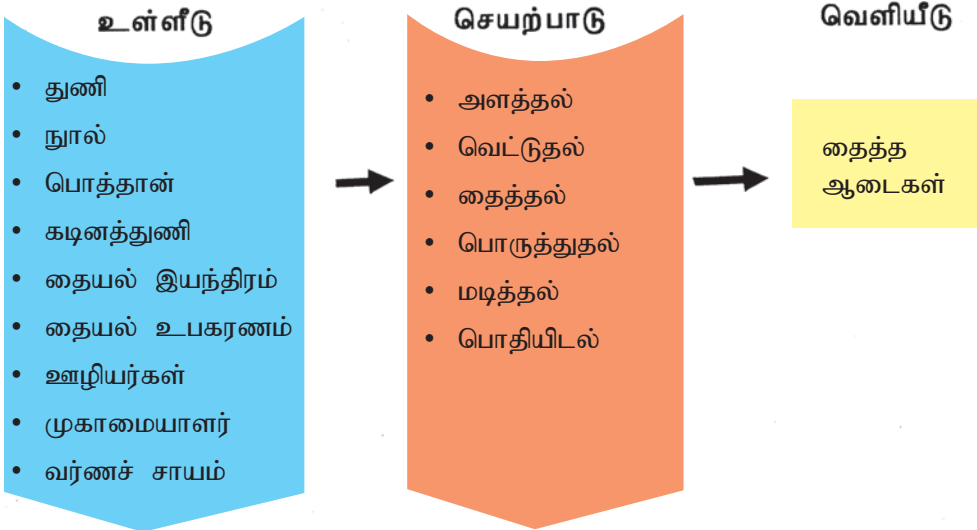 உள்ளீடு
• துணி
• நூல்
• பொத்தான்
• கடினத்துணி
• தையல் இயந்திரம்
• தையல் உபகரணம்
• ஊழியர்கள்
• முகாமையாளர்
• வர்ணச் சாயம்
செயற்பாடு
• அளத்தல்
• வெட்டுதல்
• தைத்தல்
• பொருத்துதல்
• மடித்தல்
• பொதியிடல்
வெளியீடு
தைத்த
ஆடைகள்